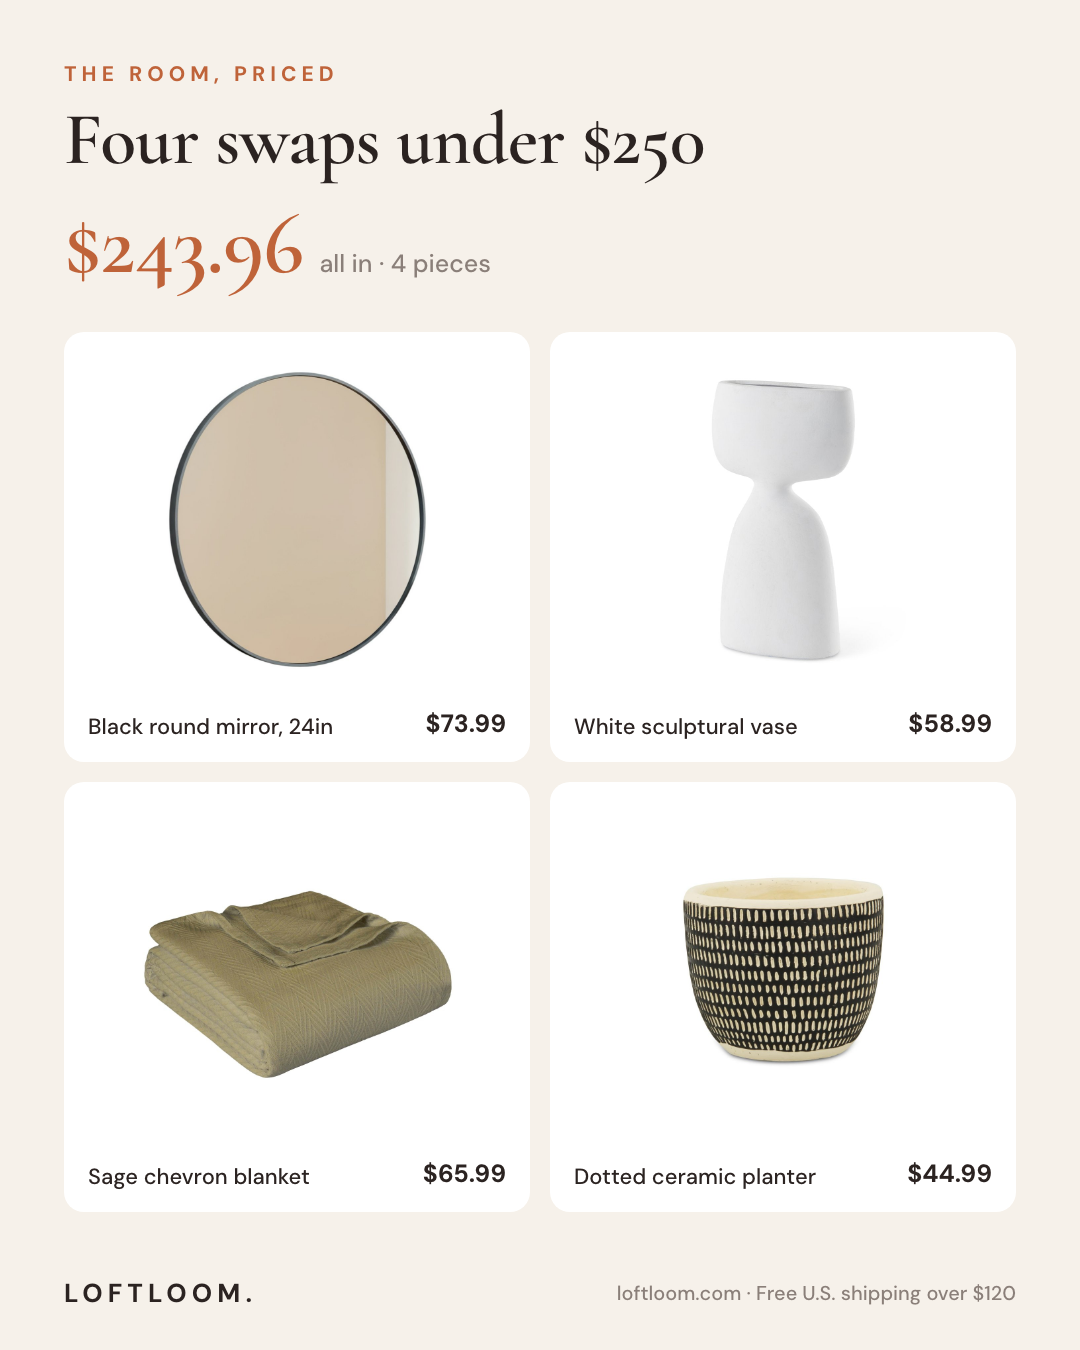 THE ROOM, PRICED
Four swaps under $250
$243.96 all in · 4 pieces
Black round mirror, 24in $73.99
White sculptural vase $58.99
Sage chevron blanket $65.99
Dotted ceramic planter $44.99
LOFTLOOM.
loftloom.com · Free U.S. shipping over $120